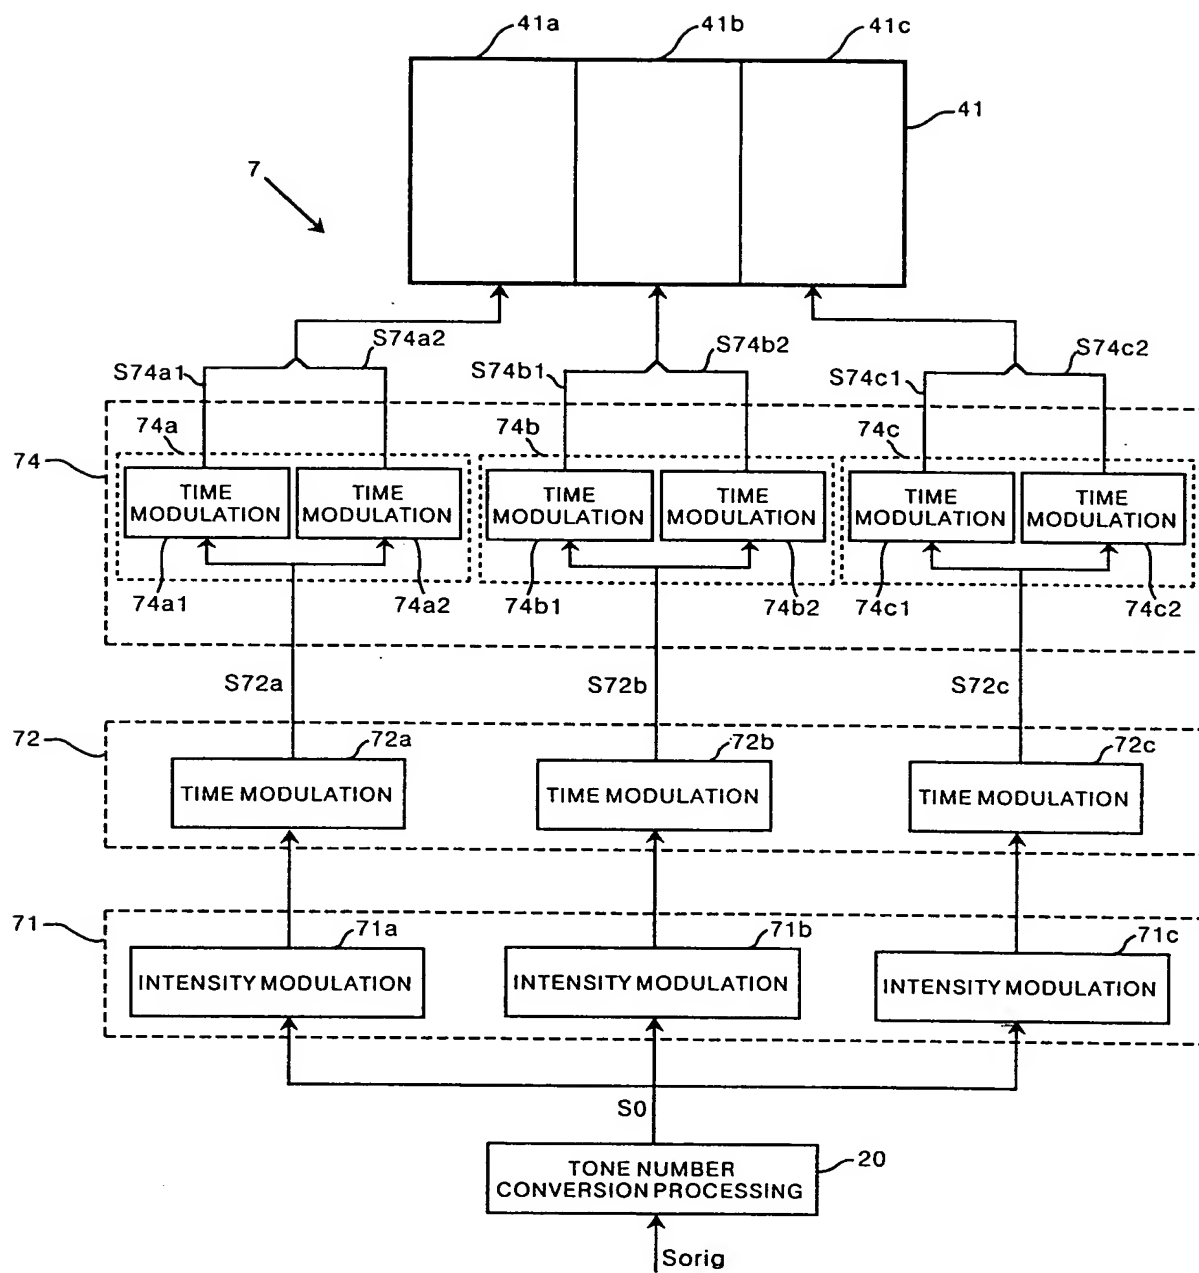 41a 41b 41c
41
7
S74a2 S74b2 S74c2
S74a1 S74b1 S74c1
74a 74b 74c
74
TIME
MODULATION
TIME
MODULATION
TIME
MODULATION
TIME
MODULATION
TIME
MODULATION
TIME
MODULATION
74a1 74a2 74b1 74b2 74c1 74c2
S72a S72b S72c
72
72a 72b 72c
TIME MODULATION TIME MODULATION TIME MODULATION
71
71a 71b 71c
INTENSITY MODULATION INTENSITY MODULATION INTENSITY MODULATION
S0
20
TONE NUMBER
CONVERSION PROCESSING
Sorig